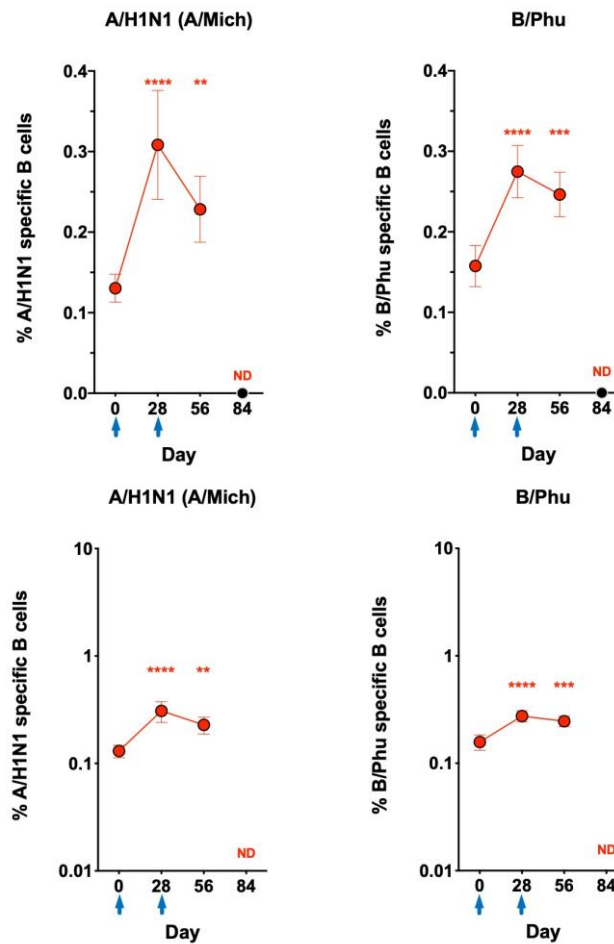 A/H1N1 (A/Mich)
% A/H1N1 specific B cells
0.4
0.3
0.2
0.1
0.0
****
**
ND
0 28 56 84
Day
B/Phu
% B/Phu specific B cells
0.4
0.3
0.2
0.1
0.0
****
***
ND
0 28 56 84
Day
A/H1N1 (A/Mich)
% A/H1N1 specific B cells
10
1
0.1
0.01
****
**
ND
0 28 56 84
Day
B/Phu
% B/Phu specific B cells
10
1
0.1
0.01
****
***
ND
0 28 56 84
Day